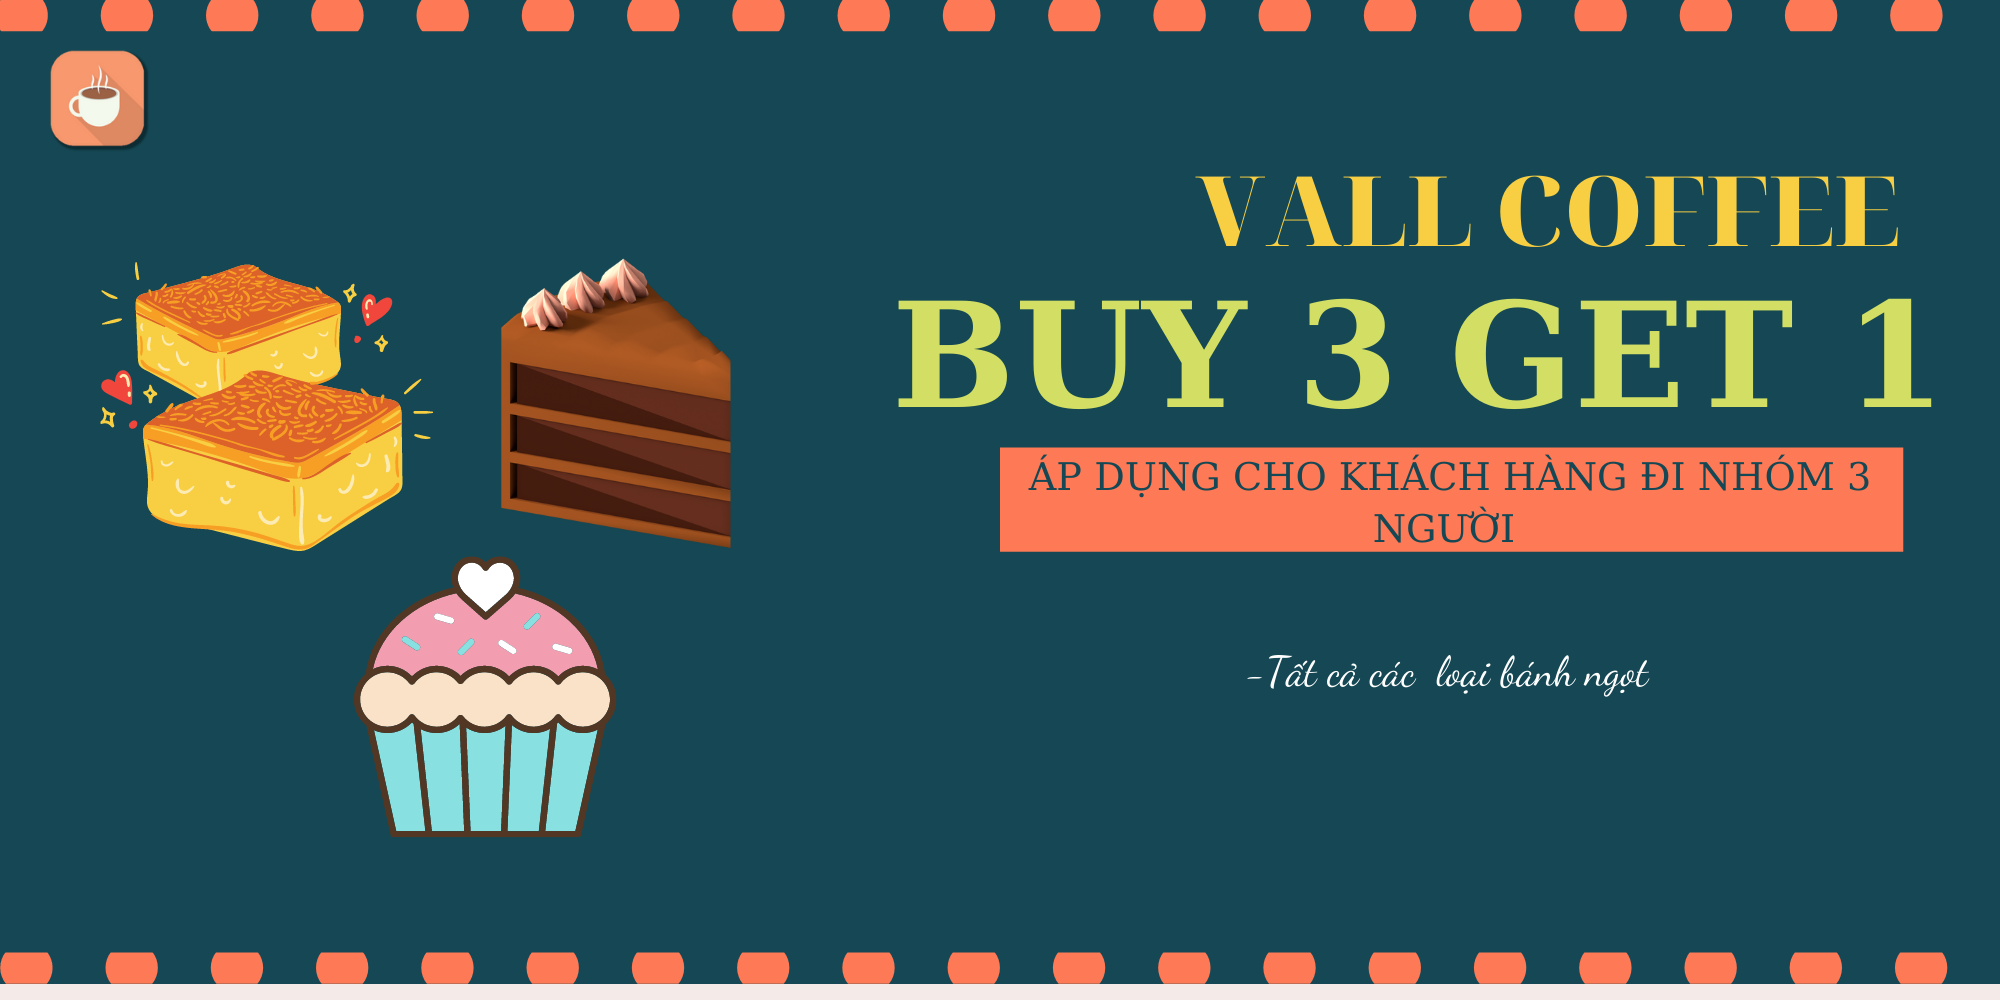 VALL COFFEE
BUY 3 GET 1
ÁP DỤNG CHO KHÁCH HÀNG ĐI NHÓM 3
NGƯỜI
-Tất cả các loại bánh ngọt